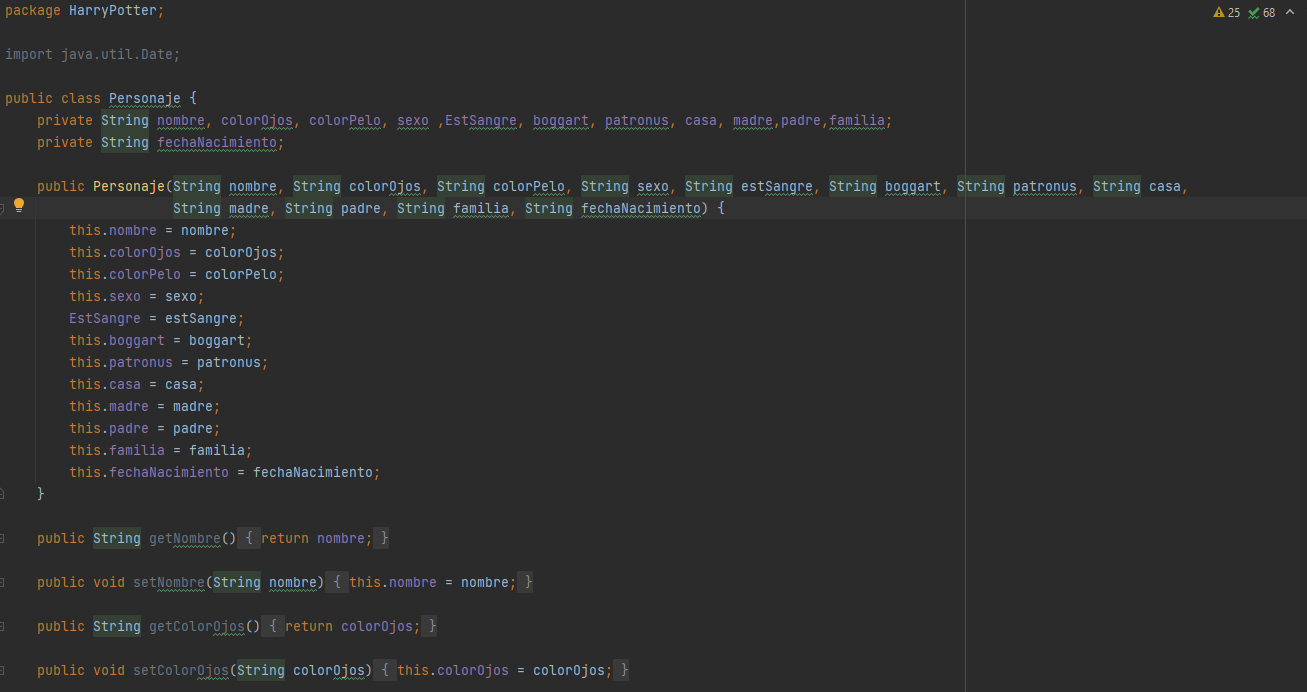 package HarryPotter;
25 68
import java.util.Date;
public class Personaje {
private String nombre, colorOjos, colorPelo, sexo ,EstSangre, boggart, patronus, casa, madre,padre,familia;
private String fechaNacimiento;
public Personaje(String nombre, String colorOjos, String colorPelo, String sexo, String estSangre, String boggart, String patronus, String casa,
String madre, String padre, String familia, String fechaNacimiento) {
this.nombre = nombre;
this.colorOjos = colorOjos;
this.colorPelo = colorPelo;
this.sexo = sexo;
EstSangre = estSangre;
this.boggart = boggart;
this.patronus = patronus;
this.casa = casa;
this.madre = madre;
this.padre = padre;
this.familia = familia;
this.fechaNacimiento = fechaNacimiento;
}
public String getNombre() { return nombre; }
public void setNombre(String nombre) { this.nombre = nombre; }
public String getColorOjos() { return colorOjos; }
public void setColorOjos(String colorOjos) { this.colorOjos = colorOjos; }